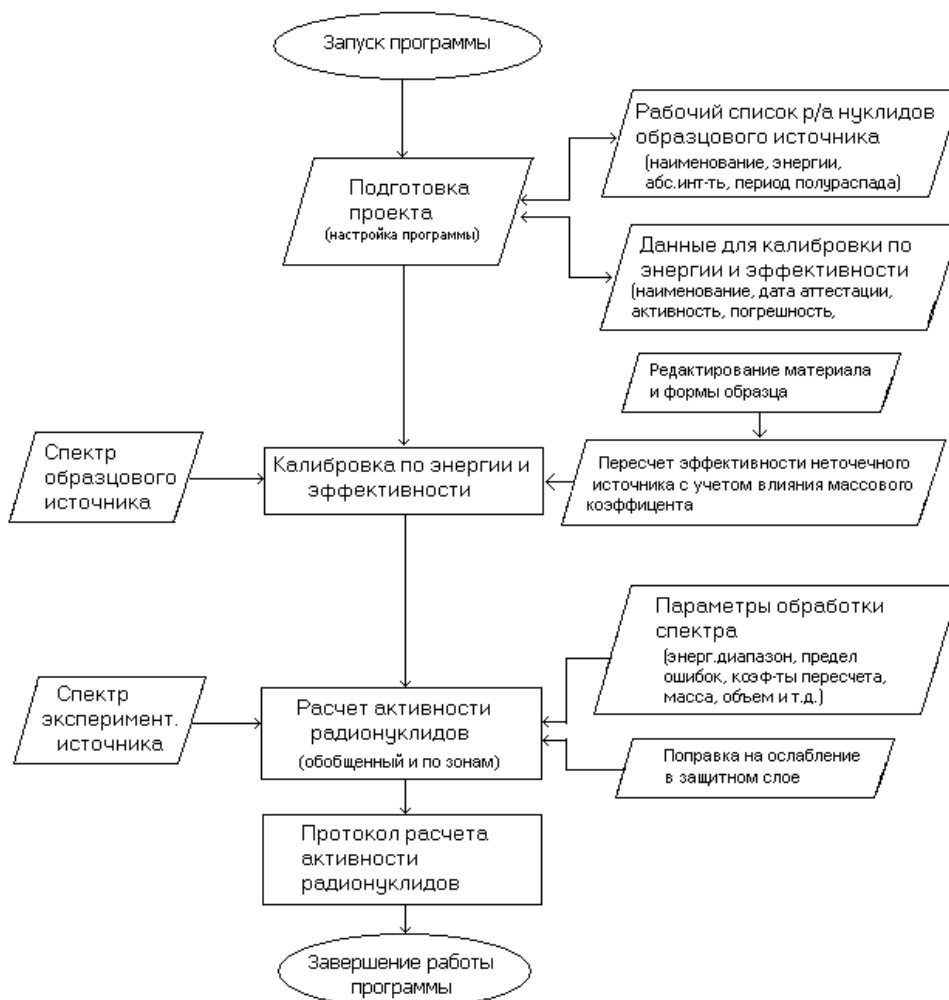 Запуск программы
Рабочий список р/а нуклидов
образцового источника
(наименование, энергии,
абс.инт-ть, период полураспада)
Подготовка
проекта
(настройка программы)
Данные для калибровки по
энергии и эффективности
(наименование, дата аттестации,
активность, погрешность,
Редактирование материала
и формы образца
Спектр
образцового
источника
Калибровка по энергии и
эффективности
Пересчет эффективности неточечного
источника с учетом влияния массового
коэффицента
Параметры обработки
спектра
(энерг.диапазон, предел
ошибок, коэф-ты пересчета,
масса, объем и т.д.)
Спектр
эксперимент.
источника
Расчет активности
радионуклидов
(обобщенный и по зонам)
Поправка на ослабление
в защитном слое
Протокол расчета
активности
радионуклидов
Завершение работы
программы